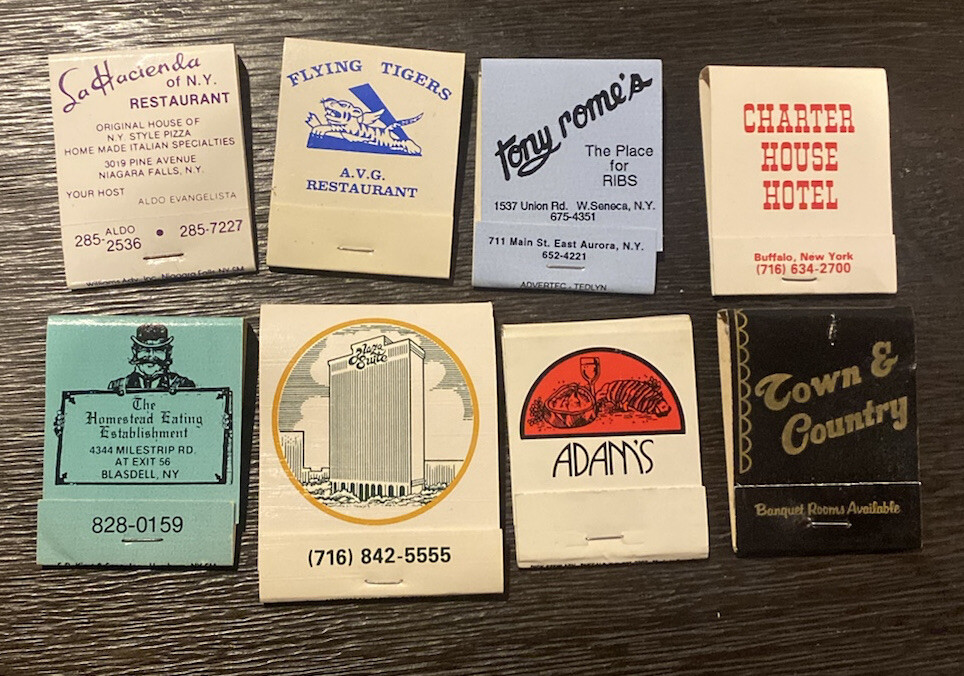 La Hacienda
of N.Y.
RESTAURANT
ORIGINAL HOUSE OF
N.Y. STYLE PIZZA
HOME MADE ITALIAN SPECIALTIES
3019 PINE AVENUE
NIAGARA FALLS, N.Y.
YOUR HOST
ALDO EVANGELISTA
285-ALDO
2536 • 285-7227
FLYING TIGERS
A.V.G.
RESTAURANT
tony rome's
The Place
for
RIBS
1537 Union Rd. W.Seneca, N.Y.
675-4351
711 Main St. East Aurora, N.Y.
652-4221
ADVERTEC - TEDLYN
CHARTER
HOUSE
HOTEL
Buffalo, New York
(716) 634-2700
The
Homestead Eating
Establishment
4344 MILESTRIP RD.
AT EXIT 56
BLASDELL, NY
828-0159
Plaza
Suite
(716) 842-5555
ADAM'S
Town &
Country
Banquet Rooms Available